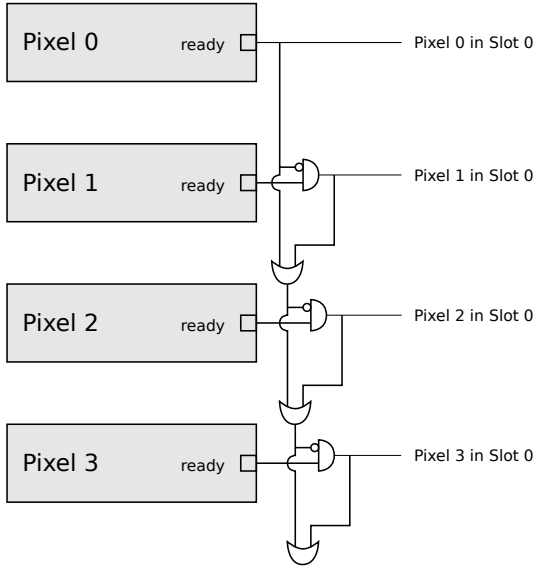 Pixel 0 ready Pixel 0 in Slot 0
Pixel 1 ready Pixel 1 in Slot 0
Pixel 2 ready Pixel 2 in Slot 0
Pixel 3 ready Pixel 3 in Slot 0